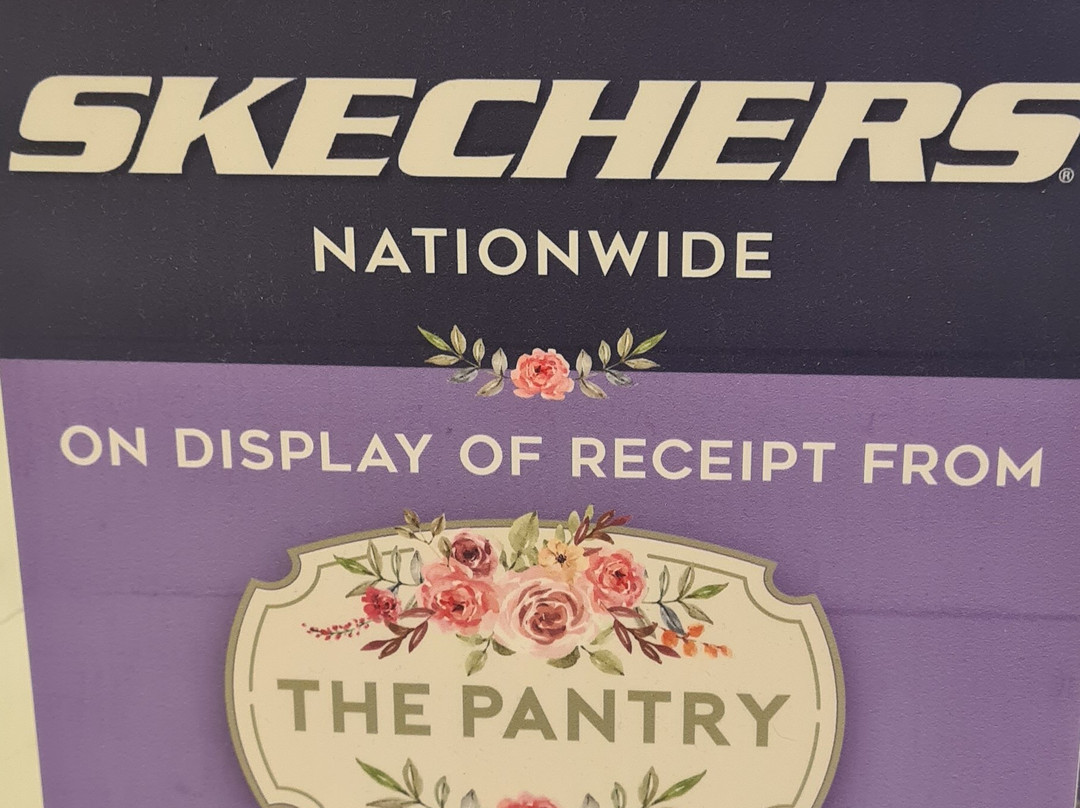 SKECHERS®
NATIONWIDE
ON DISPLAY OF RECEIPT FROM
THE PANTRY